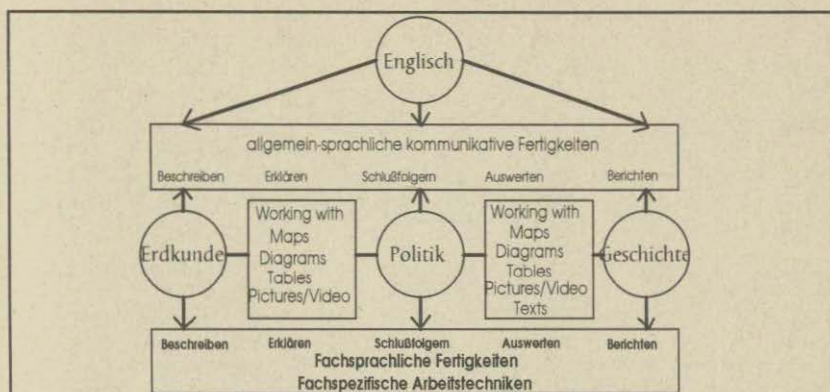 Englisch
allgemein-sprachliche kommunikative Fertigkeiten
Beschreiben Erklären Schlußfolgern Auswerten Berichten
Erdkunde
Working with
Maps
Diagrams
Tables
Pictures/Video
Politik
Working with
Maps
Diagrams
Tables
Pictures/Video
Texts
Geschichte
Beschreiben Erklären Schlußfolgern Auswerten Berichten
Fachsprachliche Fertigkeiten
Fachspezifische Arbeitstechniken